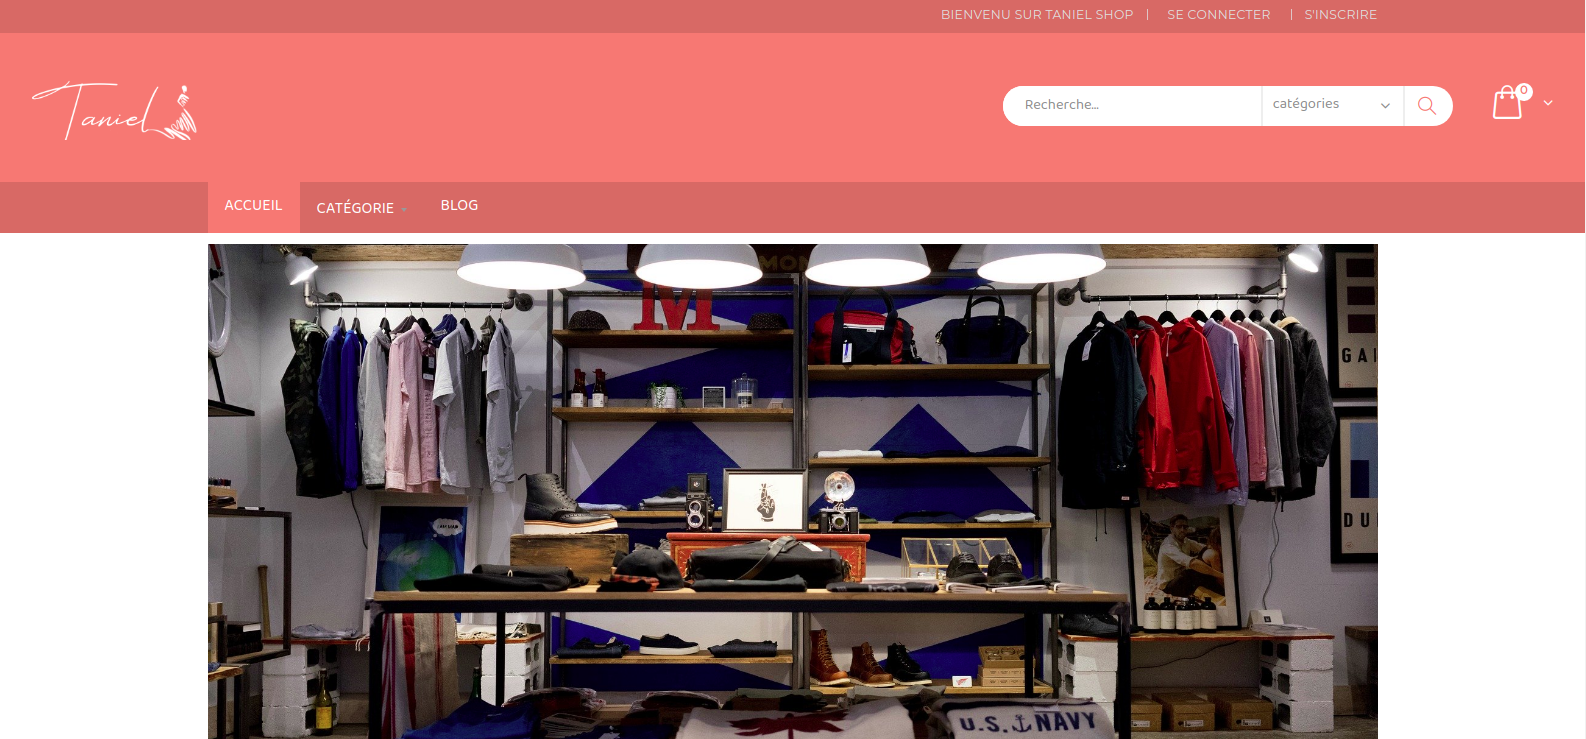 BIENVENU SUR TANIEL SHOP | SE CONNECTER | S'INSCRIRE
Taniel
Recherche...
catégories
0
ACCUEIL
CATÉGORIE
BLOG
M
GA
DU
U.S. NAVY